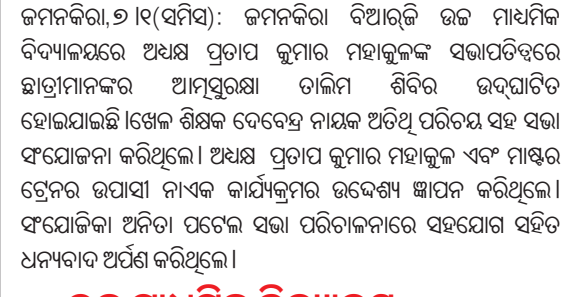 ଜମନକିରା,୭।୧(ସମିସ): ଜମନକିରା ବିଆର୍‌ଜି ଉଚ୍ଚ ମାଧ୍ୟମିକ
ବିଦ୍ୟାଳୟରେ ଅଧ୍ୟକ୍ଷ ପ୍ରତାପ କୁମାର ମହାକୁଳଙ୍କ ସଭାପତିତ୍ୱରେ
ଛାତ୍ରୀମାନଙ୍କର ଆତ୍ମସୁରକ୍ଷା ତାଲିମ ଶିବିର ଉଦ୍‌ଘାଟିତ
ହୋଇଯାଇଛି।ଖେଳ ଶିକ୍ଷକ ଦେବେନ୍ଦ୍ର ନାୟକ ଅତିଥି ପରିଚୟ ସହ ସଭା
ସଂଯୋଜନା କରିଥିଲେ। ଅଧ୍ୟକ୍ଷ ପ୍ରତାପ କୁମାର ମହାକୁଳ ଏବଂ ମାଷ୍ଟର
ଟ୍ରେନର ଉପାସୀ ନାଏକ କାର୍ଯ୍ୟକ୍ରମର ଉଦ୍ଦେଶ୍ୟ ଜ୍ଞାପନ କରିଥିଲେ।
ସଂଯୋଜିକା ଅନିତା ପଟେଲ ସଭା ପରିଚାଳନାରେ ସହଯୋଗ ସହିତ
ଧନ୍ୟବାଦ ଅର୍ପଣ କରିଥିଲେ।